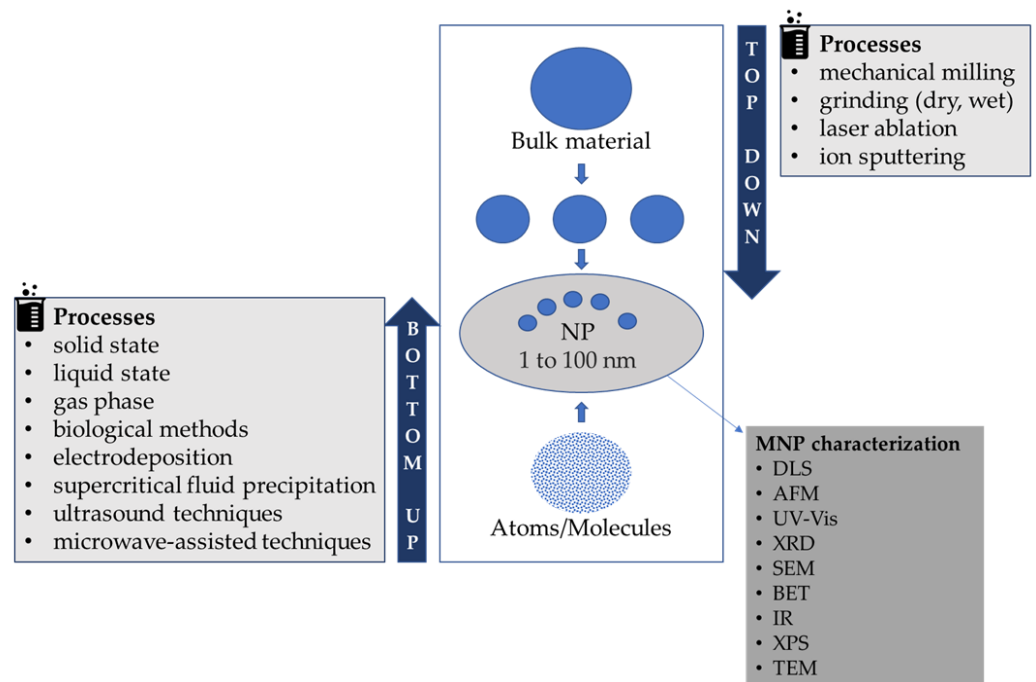 Processes
• mechanical milling
• grinding (dry, wet)
• laser ablation
• ion sputtering
TOP DOWN
Bulk material
NP
1 to 100 nm
Atoms/Molecules
BOTTOM UP
Processes
• solid state
• liquid state
• gas phase
• biological methods
• electrodeposition
• supercritical fluid precipitation
• ultrasound techniques
• microwave-assisted techniques
MNP characterization
• DLS
• AFM
• UV-Vis
• XRD
• SEM
• BET
• IR
• XPS
• TEM